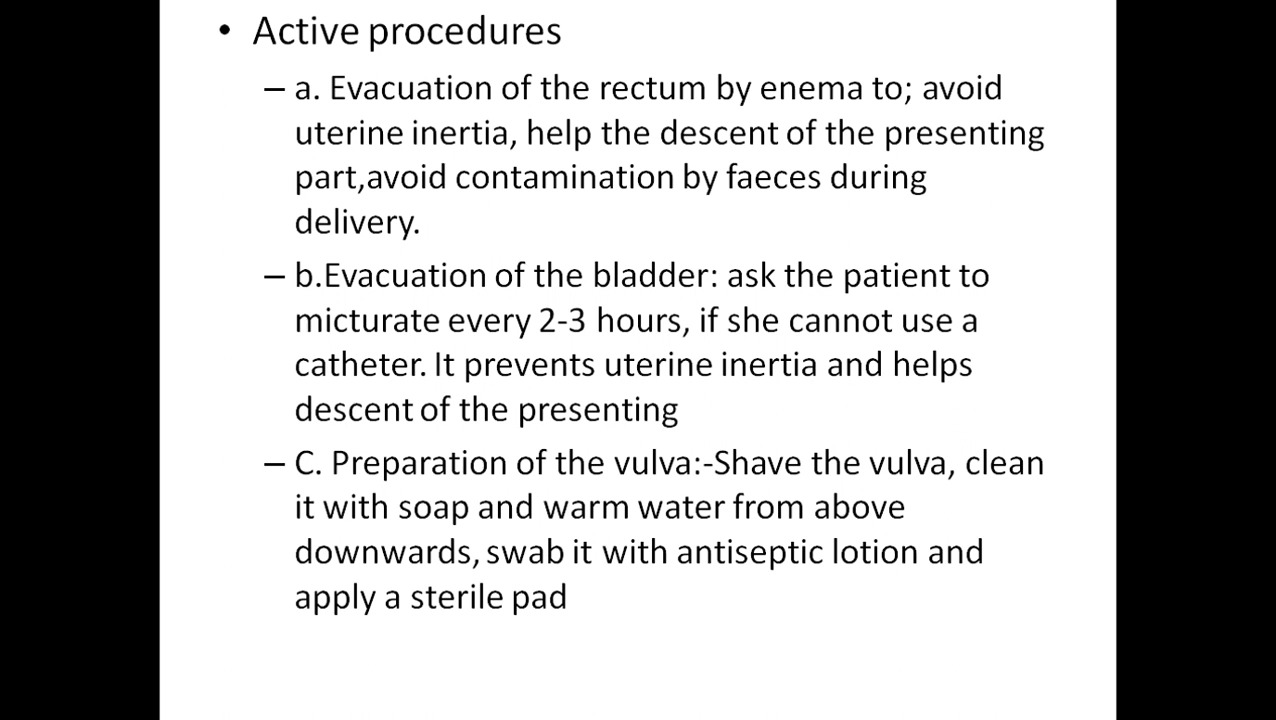 • Active procedures
– a. Evacuation of the rectum by enema to; avoid
uterine inertia, help the descent of the presenting
part,avoid contamination by faeces during
delivery.
– b.Evacuation of the bladder: ask the patient to
micturate every 2-3 hours, if she cannot use a
catheter. It prevents uterine inertia and helps
descent of the presenting
– C. Preparation of the vulva:-Shave the vulva, clean
it with soap and warm water from above
downwards, swab it with antiseptic lotion and
apply a sterile pad